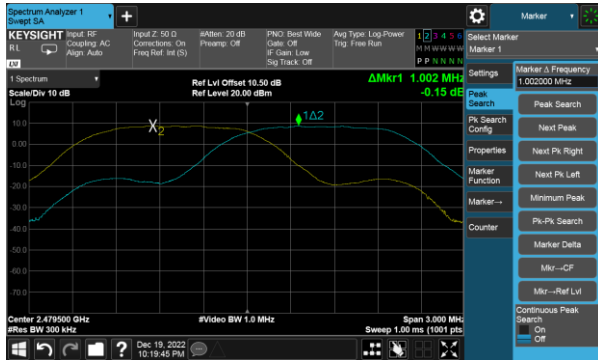 Spectrum Analyzer 1
Swept SA
Marker
KEYSIGHT Input: RF Input Z: 50 Ω #Atten: 20 dB PNO: Best Wide Avg Type: Log-Power 1 2 3 4 5 6
RL Coupling: AC Corrections: On Preamp: Off Gate: Off Trig: Free Run M M W W W W
Align: Auto Freq Ref: Int (S) IF Gain: Low
Sig Track: Off P P N N N N
LW
Select Marker
Marker 1
1 Spectrum
Scale/Div 10 dB
Log
Ref Lvl Offset 10.50 dB
Ref Level 20.00 dBm
ΔMkr1 1.002 MHz
-0.15 dB
10.0
0.00
-10.0
-20.0
-30.0
-40.0
-50.0
-60.0
-70.0
X2
1Δ2
Center 2.479500 GHz #Video BW 1.0 MHz Span 3.000 MHz
#Res BW 300 kHz Sweep 1.00 ms (1001 pts
Settings
Peak
Search
Pk Search
Config
Properties
Marker
Function
Marker→
Counter
Marker Δ Frequency
1.002000 MHz
Peak Search
Next Peak
Next Pk Right
Next Pk Left
Minimum Peak
Pk-Pk Search
Marker Delta
Mkr→CF
Mkr→Ref Lvl
Continuous Peak
Search
On
Off
?
Dec 19, 2022
10:19:45 PM